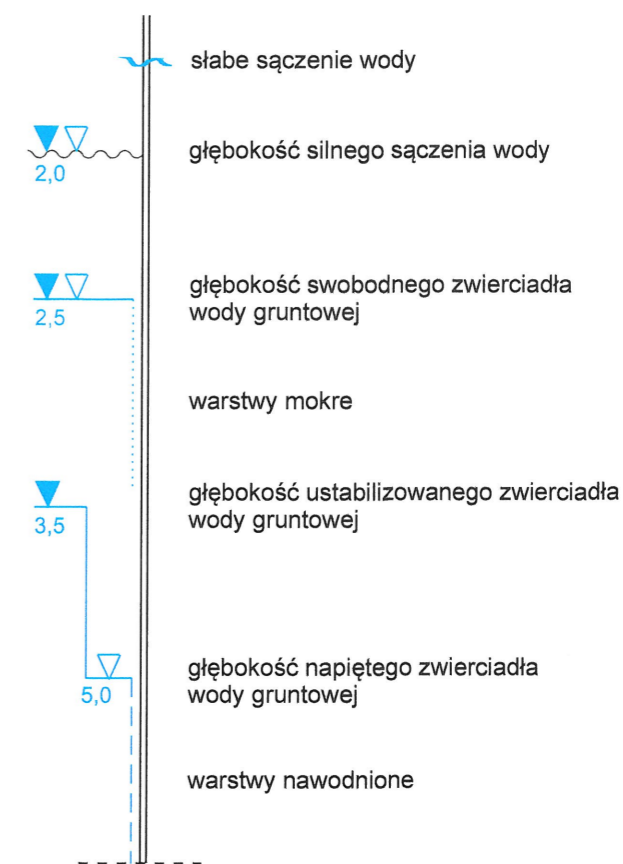 słabe sączenie wody
głębokość silnego sączenia wody
2,0
głębokość swobodnego zwierciadła
wody gruntowej
2,5
warstwy mokre
głębokość ustabilizowanego zwierciadła
wody gruntowej
3,5
głębokość napiętego zwierciadła
wody gruntowej
5,0
warstwy nawodnione